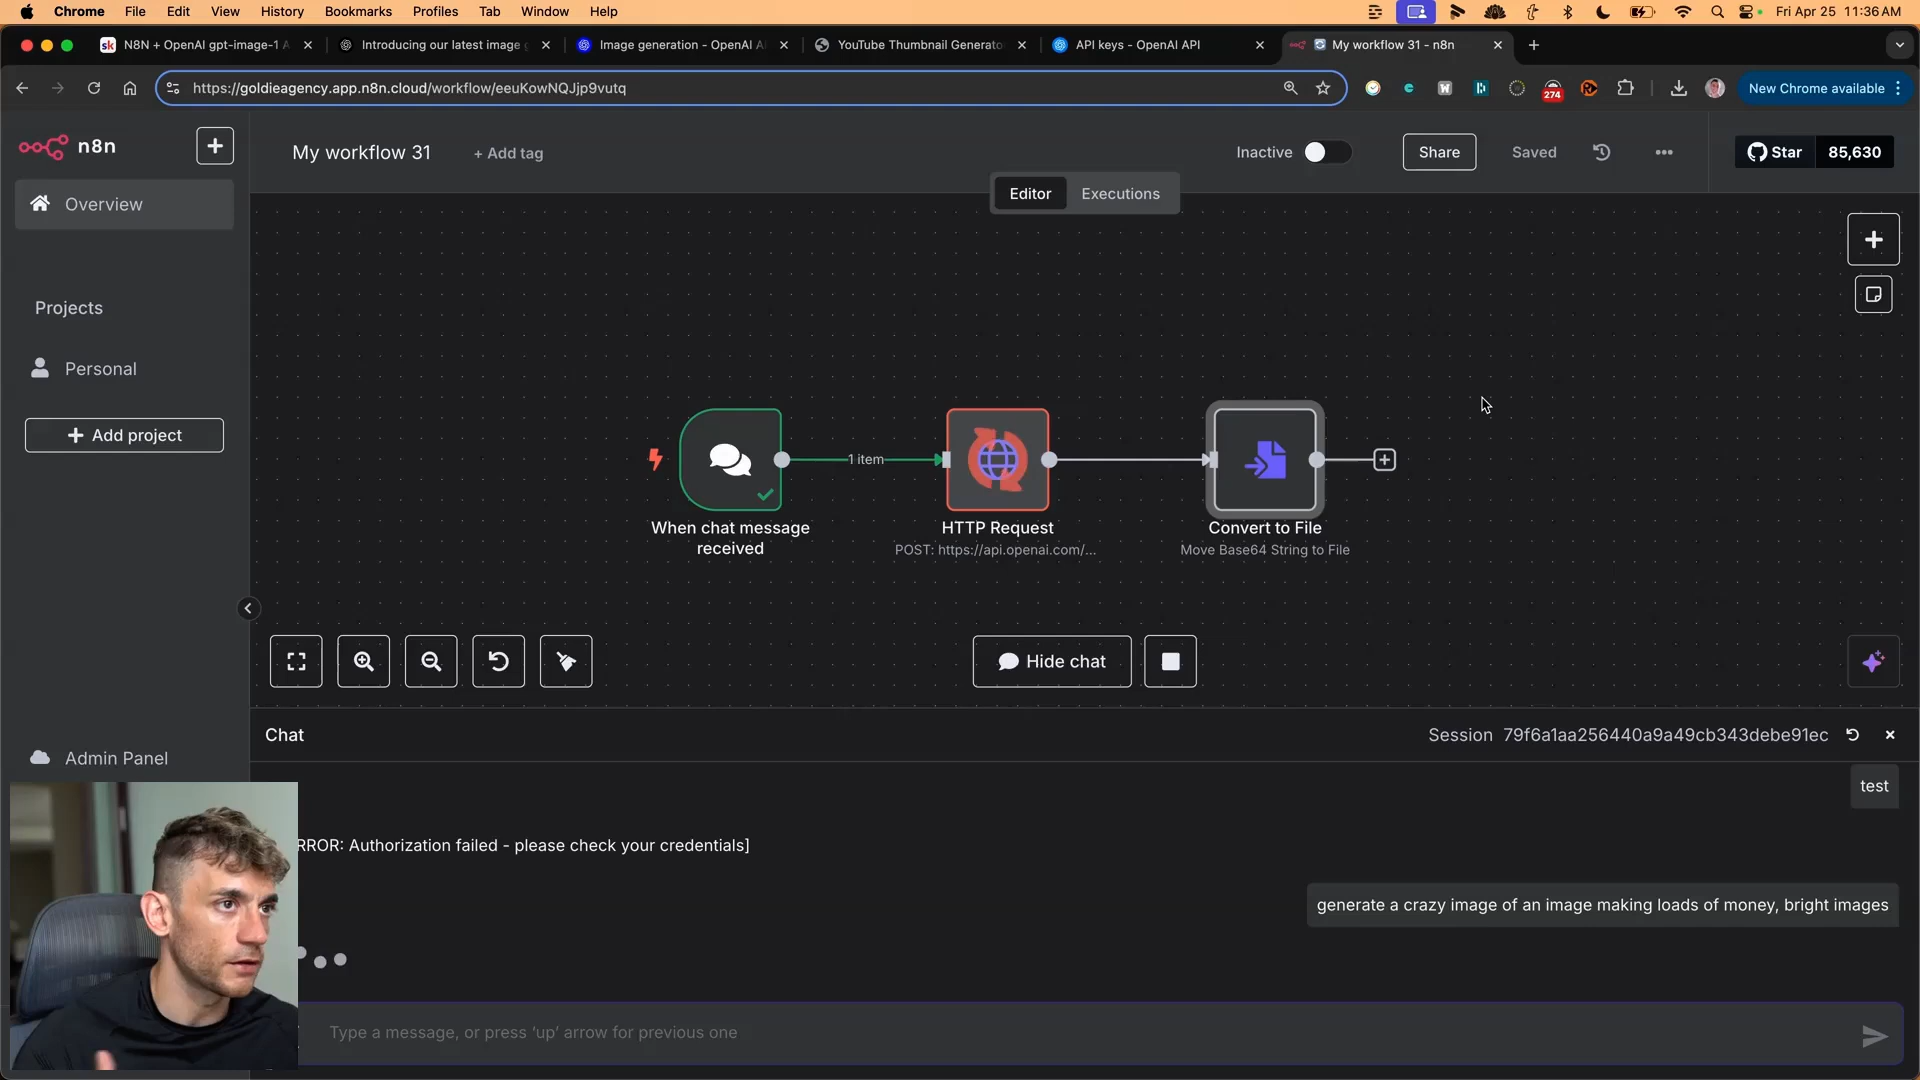 Chrome File Edit View History Bookmarks Profiles Tab Window Help
Fri Apr 25 11:36 AM
N8N + OpenAI gpt-image-1 A
Introducing our latest image g
Image generation - OpenAI A
YouTube Thumbnail Generato
API keys - OpenAI API
My workflow 31 - n8n
https://goldieagency.app.n8n.cloud/workflow/eeuKowNQJjp9vutq
274
New Chrome available
n8n
My workflow 31
+ Add tag
Inactive
Share
Saved
Star
85,630
Editor
Executions
Overview
Projects
Personal
Add project
Admin Panel
1 item
When chat message
received
HTTP Request
POST: https://api.openai.com/...
Convert to File
Move Base64 String to File
Hide chat
Chat
Session 79f6a1aa256440a9a49cb343debe91ec
test
RROR: Authorization failed - please check your credentials]
generate a crazy image of an image making loads of money, bright images
Type a message, or press ‘up’ arrow for previous one